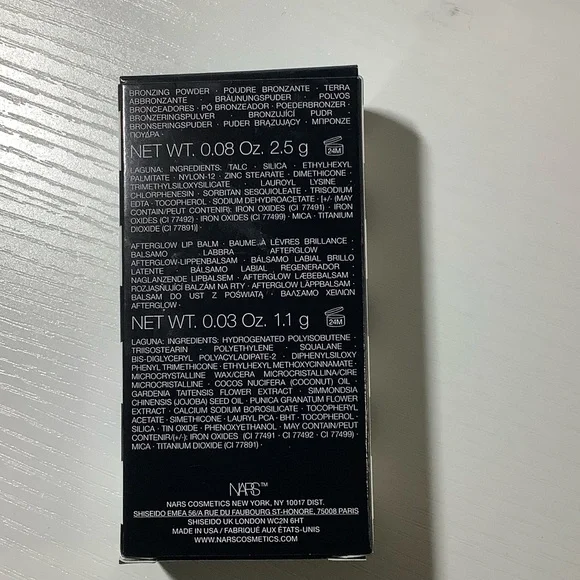 BRONZING POWDER · POUDRE BRONZANTE · TERRA
ABBRONZANTE · BRÄUNUNGSPUDER · POLVOS
BRONCEADORES · PÓ BRONZEADOR · POEDERBRONZER ·
BRONZERINGSPULVER · BRONZUJÍCÍ PUDR ·
BRONSERINGSPUDER · PUDER BRĄZUJĄCY · ΜΠΡΟΝΖΕ
ΠΟΥΔΡΑ ·
NET WT. 0.08 Oz. 2.5 g 24M
LAGUNA: INGREDIENTS: TALC · SILICA · ETHYLHEXYL
PALMITATE · NYLON-12 · ZINC STEARATE · DIMETHICONE ·
TRIMETHYLSILOXYSILICATE · LAUROYL LYSINE ·
CHLORPHENESIN · SORBITAN SESQUIOLEATE · TRISODIUM
EDTA · TOCOPHEROL · SODIUM DEHYDROACETATE · [+/- (MAY
CONTAIN/PEUT CONTENIR): IRON OXIDES (CI 77491) · IRON
OXIDES (CI 77492) · IRON OXIDES (CI 77499) · MICA · TITANIUM
DIOXIDE (CI 77891)] ·
AFTERGLOW LIP BALM · BAUME À LÈVRES BRILLANCE ·
BALSAMO LABBRA AFTERGLOW ·
AFTERGLOW-LIPPENBALSAM · BÁLSAMO LABIAL BRILLO
LATENTE · BÁLSAMO LABIAL REGENERADOR ·
NAGLANZENDE LIPBALSEM · AFTERGLOW LÆBEBALSAM ·
ROZJASŇUJÍCÍ BALZÁM NA RTY · AFTERGLOW LÄPPBALSAM ·
BALSAM DO UST Z POŚWIATĄ · ΒΑΛΣΑΜΟ ΧΕΙΛΙΩΝ
AFTERGLOW ·
NET WT. 0.03 Oz. 1.1 g 24M
LAGUNA: INGREDIENTS: HYDROGENATED POLYISOBUTENE ·
TRIISOSTEARIN · POLYETHYLENE · SQUALANE ·
BIS-DIGLYCERYL POLYACYLADIPATE-2 · DIPHENYLSILOXY
PHENYL TRIMETHICONE · ETHYLHEXYL METHOXYCINNAMATE ·
MICROCRYSTALLINE WAX/CERA MICROCRISTALLINA/CIRE
MICROCRISTALLINE · COCOS NUCIFERA (COCONUT) OIL ·
GARDENIA TAITENSIS FLOWER EXTRACT · SIMMONDSIA
CHINENSIS (JOJOBA) SEED OIL · PUNICA GRANATUM FLOWER
EXTRACT · CALCIUM SODIUM BOROSILICATE · TOCOPHERYL
ACETATE · SIMETHICONE · LAURYL PCA · BHT · TOCOPHEROL ·
SILICA · TIN OXIDE · PHENOXYETHANOL · MAY CONTAIN/PEUT
CONTENIR/(+/-): IRON OXIDES (CI 77491 · CI 77492 · CI 77499) ·
MICA · TITANIUM DIOXIDE (CI 77891) ·
NARS™
NARS COSMETICS NEW YORK, NY 10017 DIST.
SHISEIDO EMEA 56/A RUE DU FAUBOURG ST-HONORE, 75008 PARIS
SHISEIDO UK LONDON WC2N 6HT
MADE IN USA / FABRIQUÉ AUX ÉTATS-UNIS
WWW.NARSCOSMETICS.COM